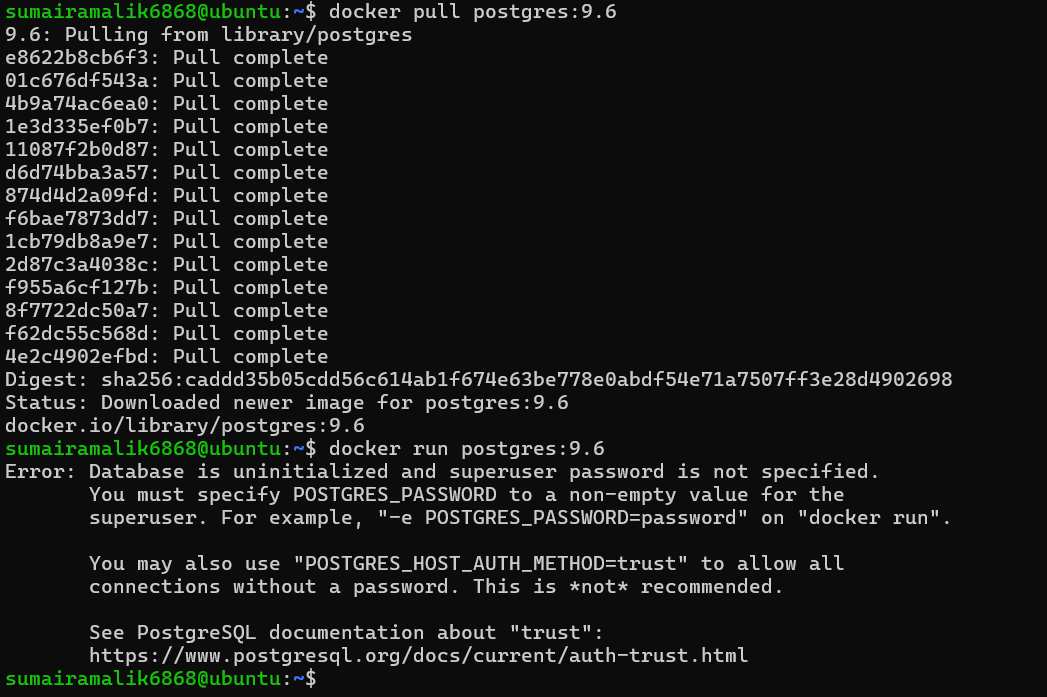 sumairamalik6868@ubuntu:~$ docker pull postgres:9.6
9.6: Pulling from library/postgres
e8622b8cb6f3: Pull complete
01c676df543a: Pull complete
4b9a74ac6ea0: Pull complete
1e3d335ef0b7: Pull complete
11087f2b0d87: Pull complete
d6d74bba3a57: Pull complete
874d4d2a09fd: Pull complete
f6bae7873dd7: Pull complete
1cb79db8a9e7: Pull complete
2d87c3a4038c: Pull complete
f955a6cf127b: Pull complete
8f7722dc50a7: Pull complete
f62dc55c568d: Pull complete
4e2c4902efbd: Pull complete
Digest: sha256:caddd35b05cdd56c614ab1f674e63be778e0abdf54e71a7507ff3e28d4902698
Status: Downloaded newer image for postgres:9.6
docker.io/library/postgres:9.6
sumairamalik6868@ubuntu:~$ docker run postgres:9.6
Error: Database is uninitialized and superuser password is not specified.
       You must specify POSTGRES_PASSWORD to a non-empty value for the
       superuser. For example, "-e POSTGRES_PASSWORD=password" on "docker run".

       You may also use "POSTGRES_HOST_AUTH_METHOD=trust" to allow all
       connections without a password. This is *not* recommended.

       See PostgreSQL documentation about "trust":
       https://www.postgresql.org/docs/current/auth-trust.html
sumairamalik6868@ubuntu:~$